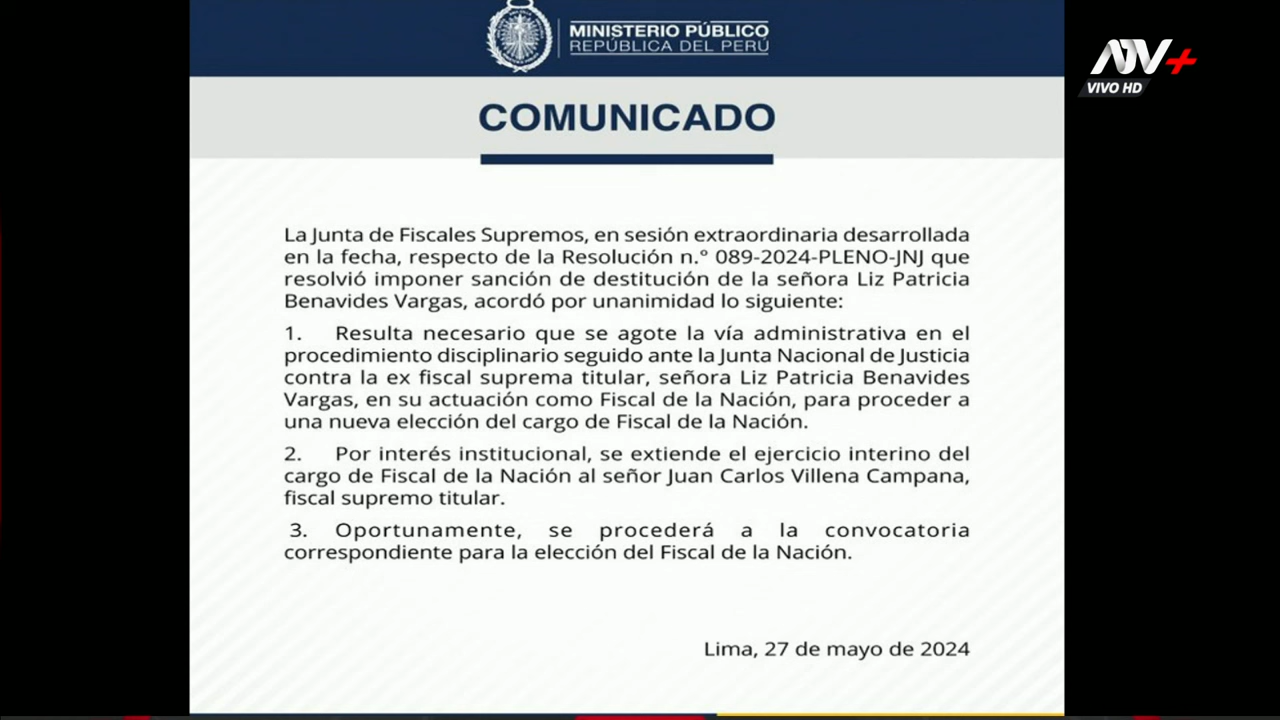 MINISTERIO PÚBLICO
REPÚBLICA DEL PERÚ
ATV+
VIVO HD
COMUNICADO
La Junta de Fiscales Supremos, en sesión extraordinaria desarrollada
en la fecha, respecto de la Resolución n.° 089-2024-PLENO-JNJ que
resolvió imponer sanción de destitución de la señora Liz Patricia
Benavides Vargas, acordó por unanimidad lo siguiente:
1. Resulta necesario que se agote la vía administrativa en el
procedimiento disciplinario seguido ante la Junta Nacional de Justicia
contra la ex fiscal suprema titular, señora Liz Patricia Benavides
Vargas, en su actuación como Fiscal de la Nación, para proceder a
una nueva elección del cargo de Fiscal de la Nación.
2. Por interés institucional, se extiende el ejercicio interino del
cargo de Fiscal de la Nación al señor Juan Carlos Villena Campana,
fiscal supremo titular.
3. Oportunamente, se procederá a la convocatoria
correspondiente para la elección del Fiscal de la Nación.
Lima, 27 de mayo de 2024